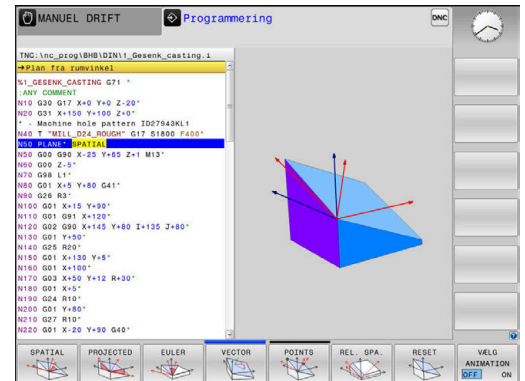 MANUEL DRIFT
Programmering
DNC
TNC:\nc_prog\BHB\DIN\1_Gesenk_casting.i
→Plan fra rumvinkel
%1_GESENK_CASTING G71 *
;ANY COMMENT
N10 G30 G17 X+0 Y+0 Z-20*
N20 G31 X+150 Y+100 Z+0*
* - Machine hole pattern ID27943KL1
N40 T "MILL_D24_ROUGH" G17 S1800 F400*
N50 PLANE* SPATIAL
N50 G00 G90 X-25 Y+65 Z+1 M13*
N60 G00 Z-5*
N70 G98 L1*
N80 G01 X+5 Y+80 G41*
N90 G26 R3*
N100 G01 X+15 Y+90*
N110 G01 G91 X+120*
N120 G02 G90 X+145 Y+80 I+135 J+80*
N130 G01 Y+50*
N140 G25 R20*
N150 G01 X+130 Y+5*
N160 G01 X+100*
N170 G03 X+50 Y+12 R+30*
N180 G01 X+5*
N190 G24 R10*
N200 G01 Y+80*
N210 G27 R10*
N220 G01 X-20 Y+90 G40*
SPATIAL
PROJECTED
EULER
VECTOR
POINTS
REL. SPA.
RESET
VÆLG
ANIMATION
OFF ON